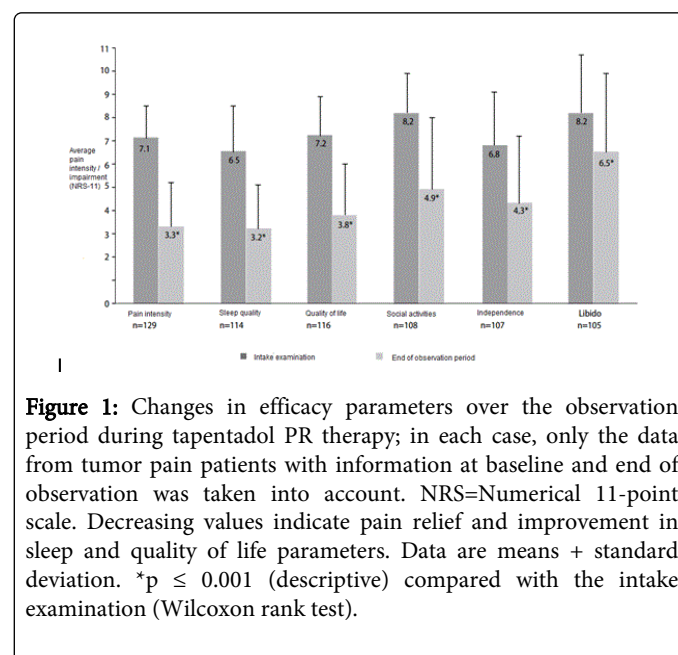 11
10
9
8
7
6
5
4
3
2
1
0
Average
pain
intensity/
impairment
(NRS-11)
7.1
3.3*
6.5
3.2*
7.2
3.8*
8,2
4.9*
6.8
4,3*
8.2
6.5*
Pain intensity Sleep quality Quality of life Social activities Independence Libido
n=129 n=114 n=116 n=108 n=107 n=105
Intake examination End of observation period
Figure 1: Changes in efficacy parameters over the observation
period during tapentadol PR therapy; in each case, only the data
from tumor pain patients with information at baseline and end of
observation was taken into account. NRS=Numerical 11-point
scale. Decreasing values indicate pain relief and improvement in
sleep and quality of life parameters. Data are means + standard
deviation. *p ≤ 0.001 (descriptive) compared with the intake
examination (Wilcoxon rank test).